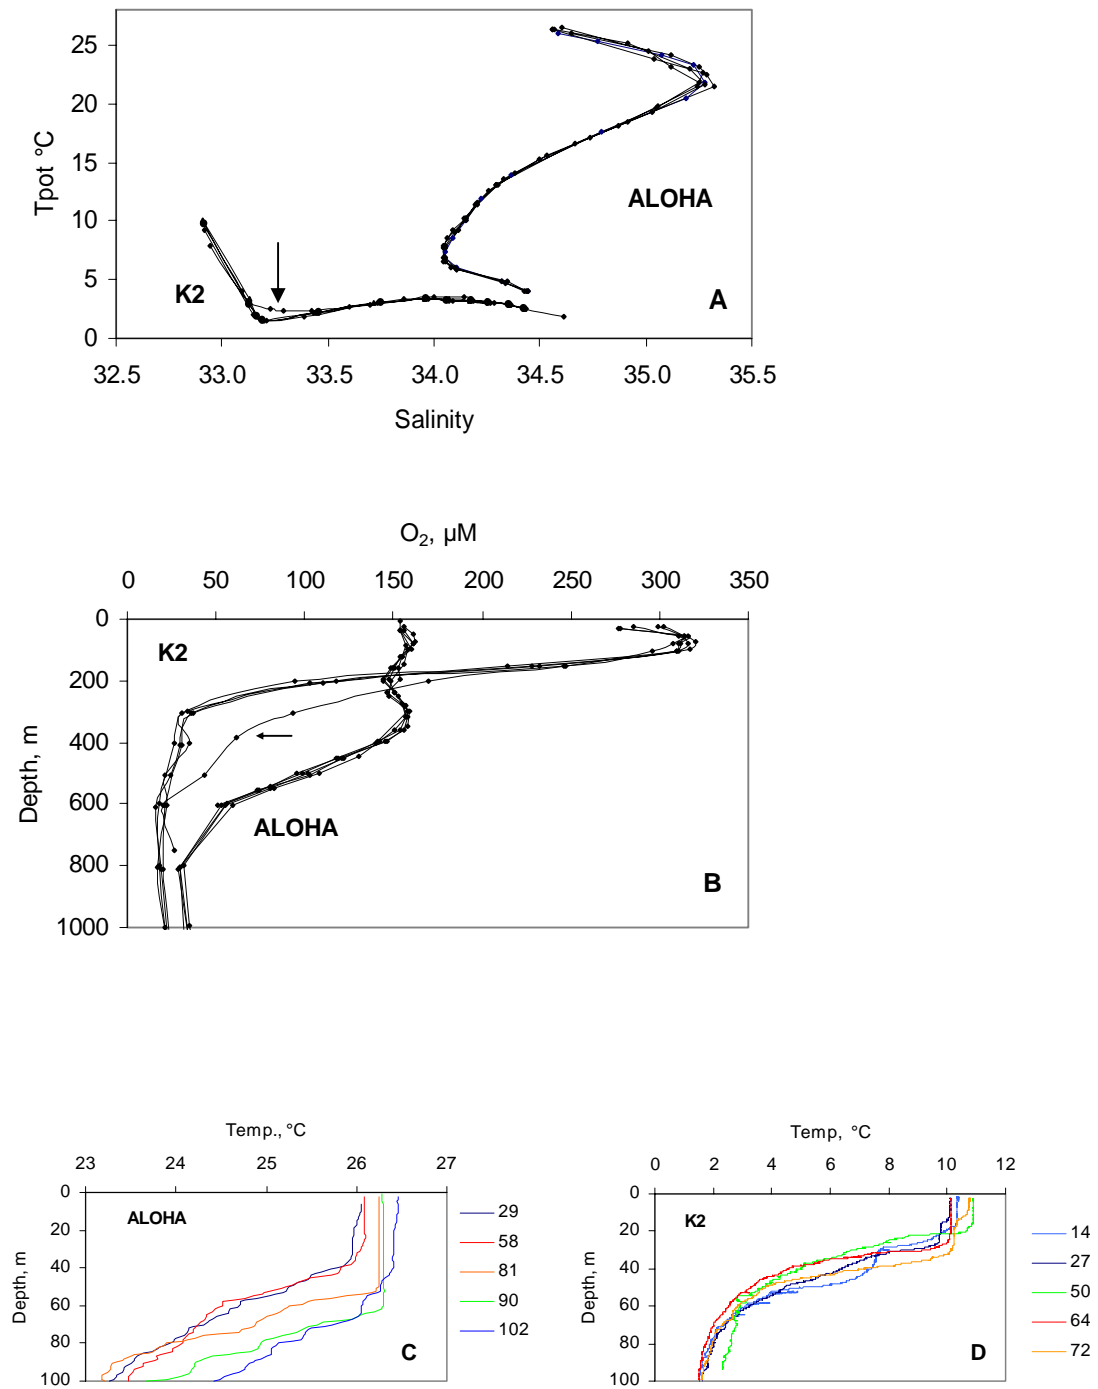 25
20
15
10
5
0
Tpot °C
ALOHA
K2
A
32.5 33.0 33.5 34.0 34.5 35.0 35.5
Salinity
O₂, µM
0 50 100 150 200 250 300 350
0
200
400
600
800
1000
Depth, m
K2
ALOHA
B
Temp., °C
23 24 25 26 27
0
20
40
60
80
100
Depth, m
ALOHA
C
29
58
81
90
102
Temp, °C
0 2 4 6 8 10 12
0
20
40
60
80
100
Depth, m
K2
D
14
27
50
64
72